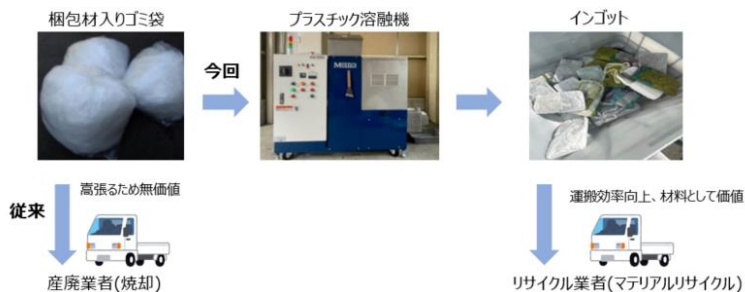 梱包材入りゴミ袋
プラスチック溶融機
インゴット
今回
嵩張るため無価値
従来
運搬効率向上、材料として価値
産廃業者(焼却)
リサイクル業者(マテリアルリサイクル)